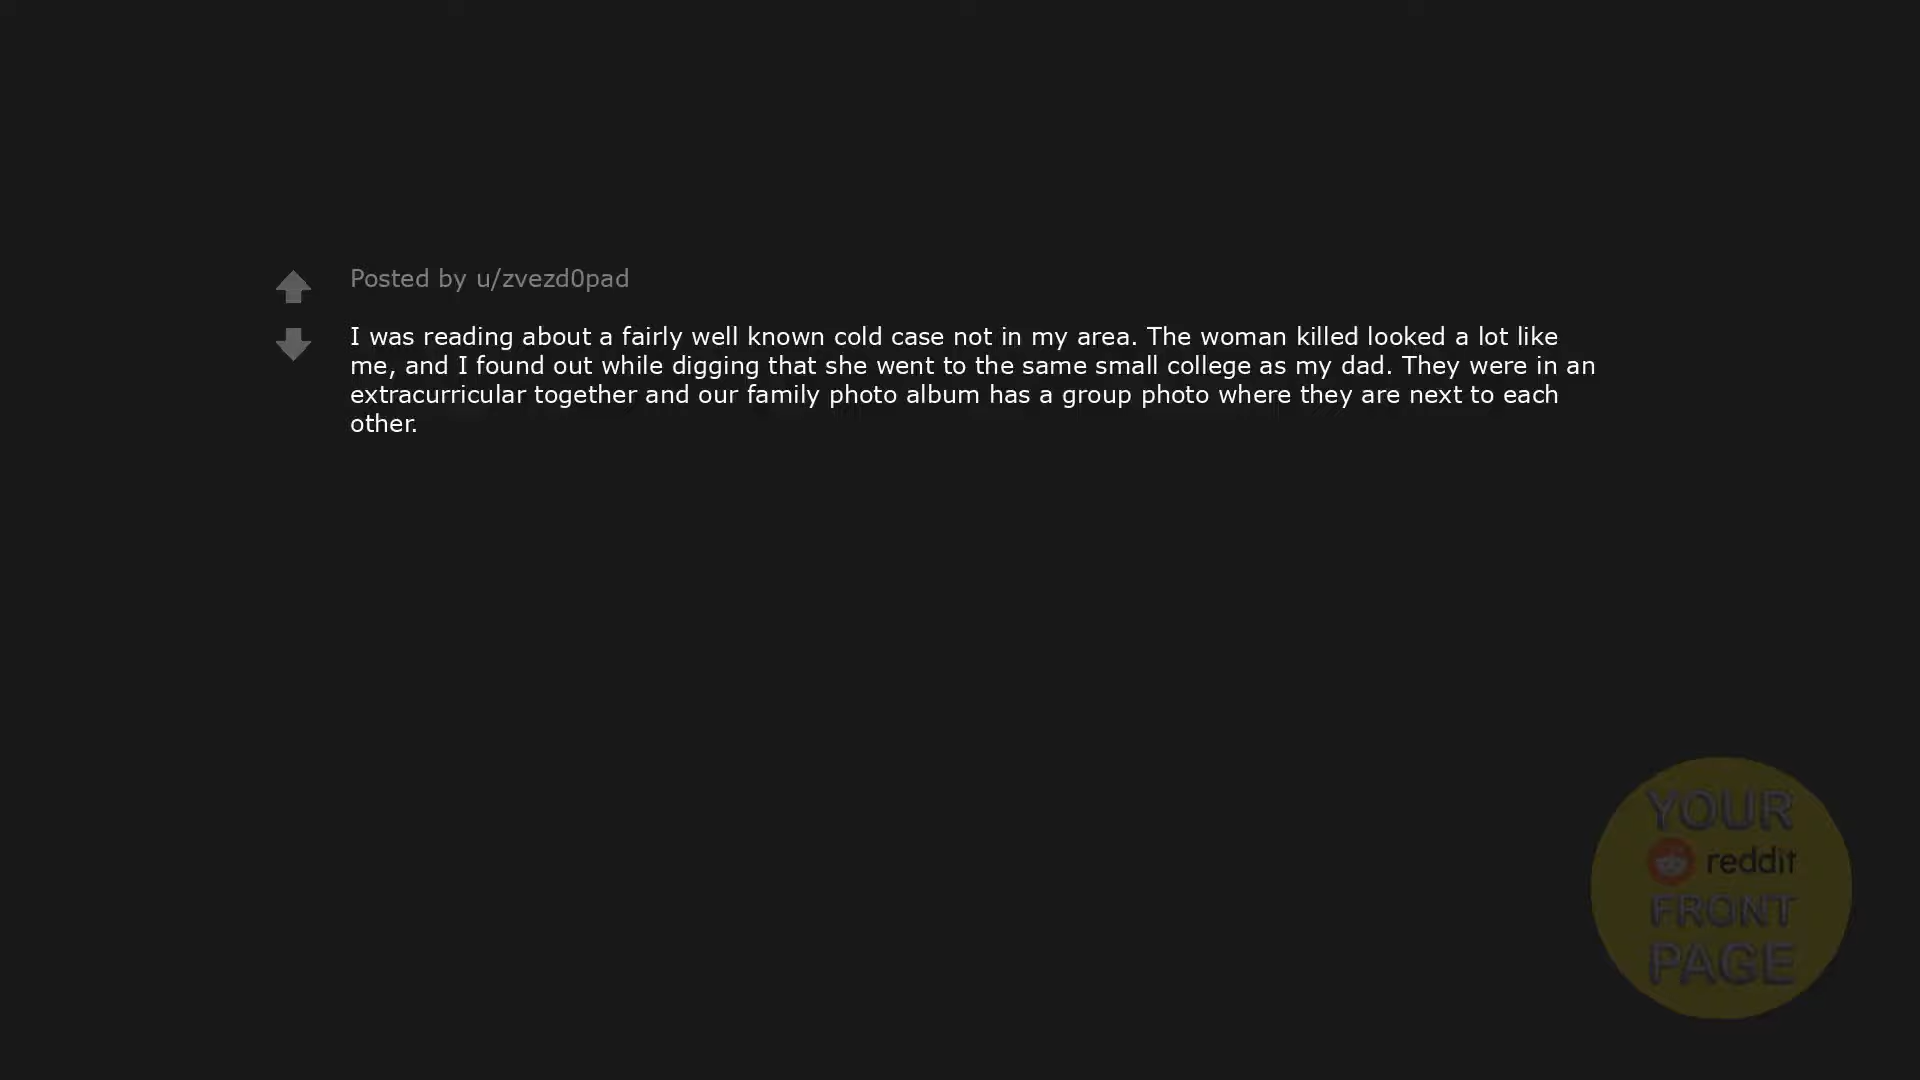 Posted by u/zvezd0pad
I was reading about a fairly well known cold case not in my area. The woman killed looked a lot like
me, and I found out while digging that she went to the same small college as my dad. They were in an
extracurricular together and our family photo album has a group photo where they are next to each
other.
YOUR
reddit
FRONT
PAGE